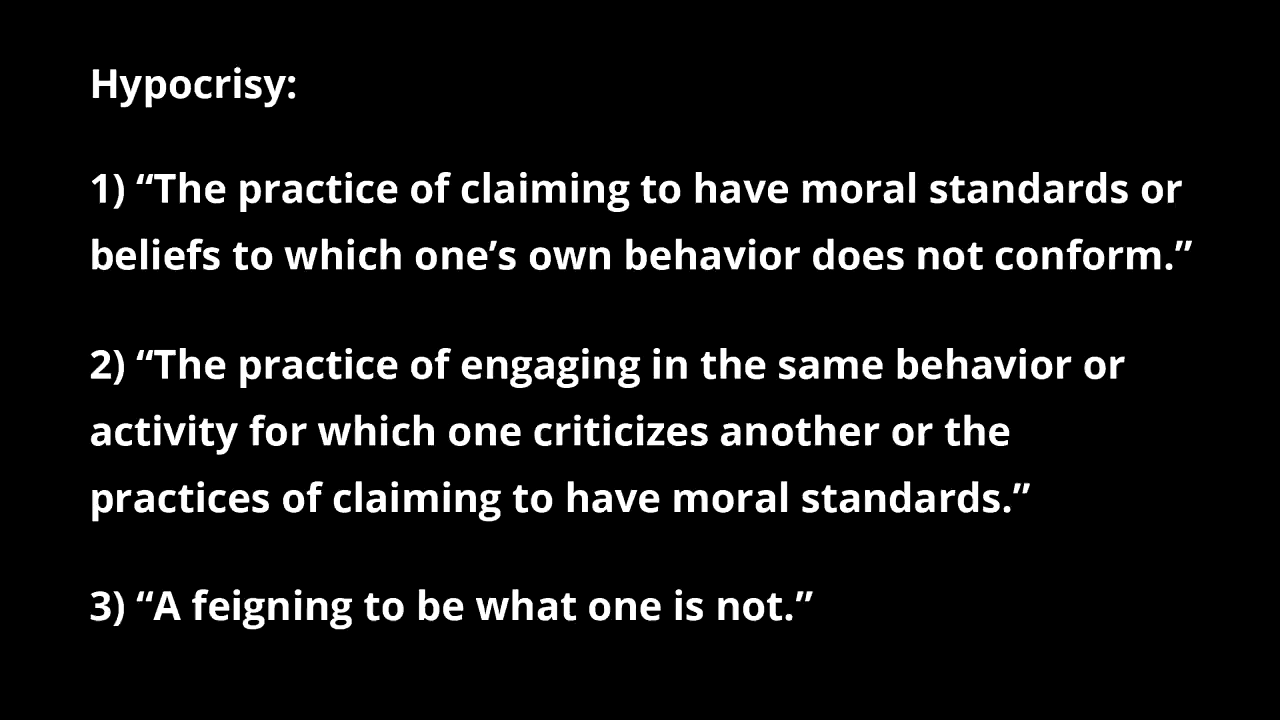 Hypocrisy:
1) “The practice of claiming to have moral standards or
beliefs to which one’s own behavior does not conform.”
2) “The practice of engaging in the same behavior or
activity for which one criticizes another or the
practices of claiming to have moral standards.”
3) “A feigning to be what one is not.”